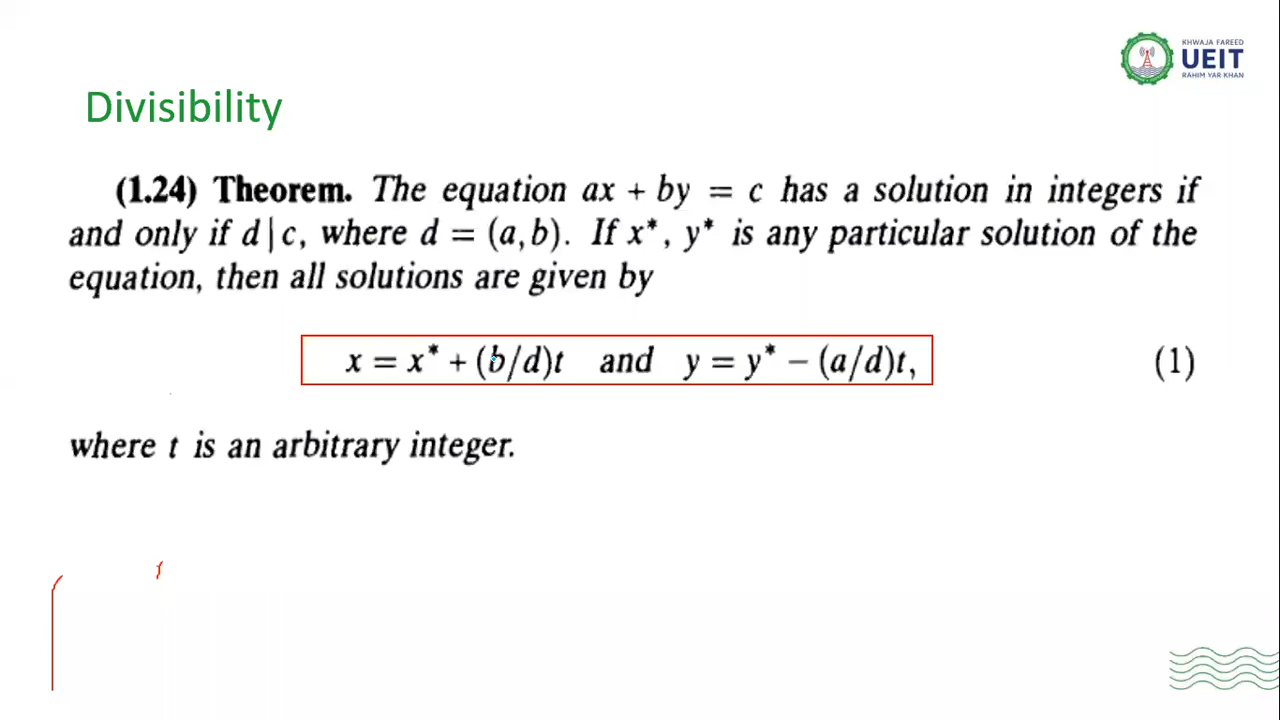 KHWAJA FAREED
UEIT
RAHIM YAR KHAN
Divisibility
(1.24) Theorem. The equation ax + by = c has a solution in integers if
and only if d | c, where d = (a, b). If x*, y* is any particular solution of the
equation, then all solutions are given by
x = x* + (b/d)t and y = y* − (a/d)t, (1)
where t is an arbitrary integer.